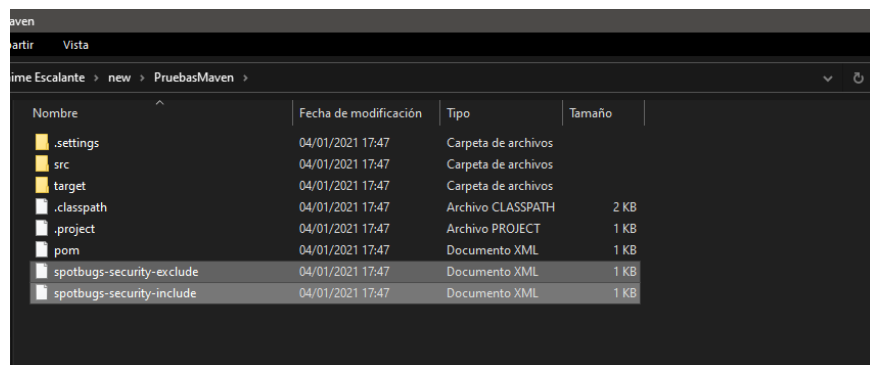 aven
partir Vista
ime Escalante > new > PruebasMaven >
Nombre Fecha de modificación Tipo Tamaño
.settings 04/01/2021 17:47 Carpeta de archivos
src 04/01/2021 17:47 Carpeta de archivos
target 04/01/2021 17:47 Carpeta de archivos
.classpath 04/01/2021 17:47 Archivo CLASSPATH 2 KB
.project 04/01/2021 17:47 Archivo PROJECT 1 KB
pom 04/01/2021 17:47 Documento XML 1 KB
spotbugs-security-exclude 04/01/2021 17:47 Documento XML 1 KB
spotbugs-security-include 04/01/2021 17:47 Documento XML 1 KB